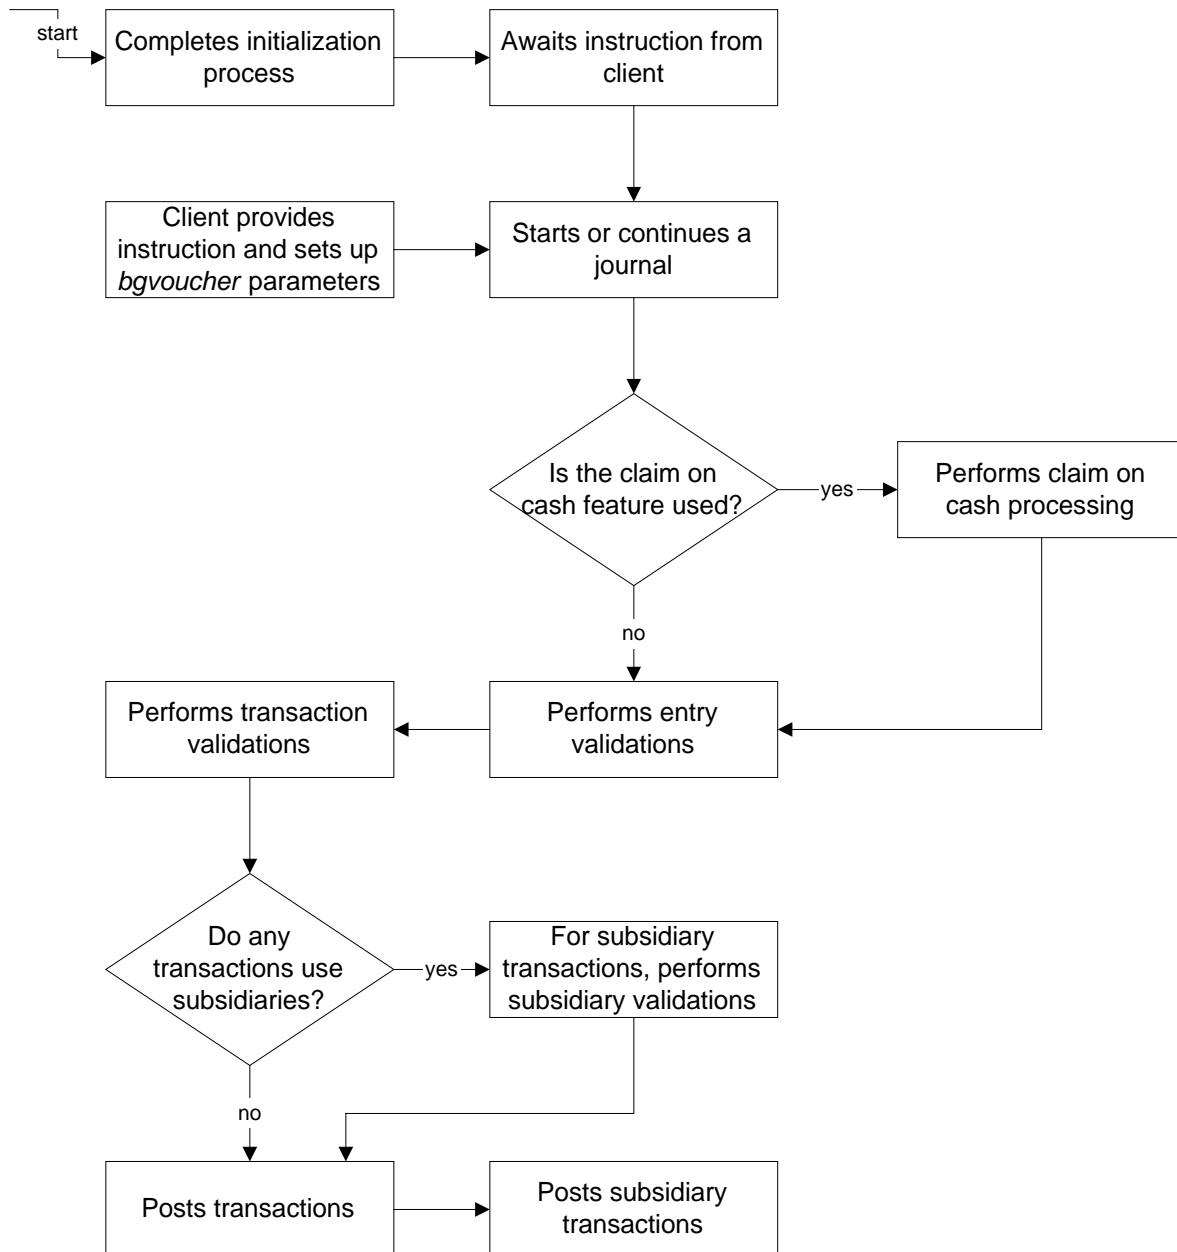 start
Completes initialization
process
Awaits instruction from
client
Client provides
instruction and sets up
bgvoucher parameters
Starts or continues a
journal
Is the claim on
cash feature used?
yes
Performs claim on
cash processing
no
Performs transaction
validations
Performs entry
validations
Do any
transactions use
subsidiaries?
yes
For subsidiary
transactions, performs
subsidiary validations
no
Posts transactions
Posts subsidiary
transactions